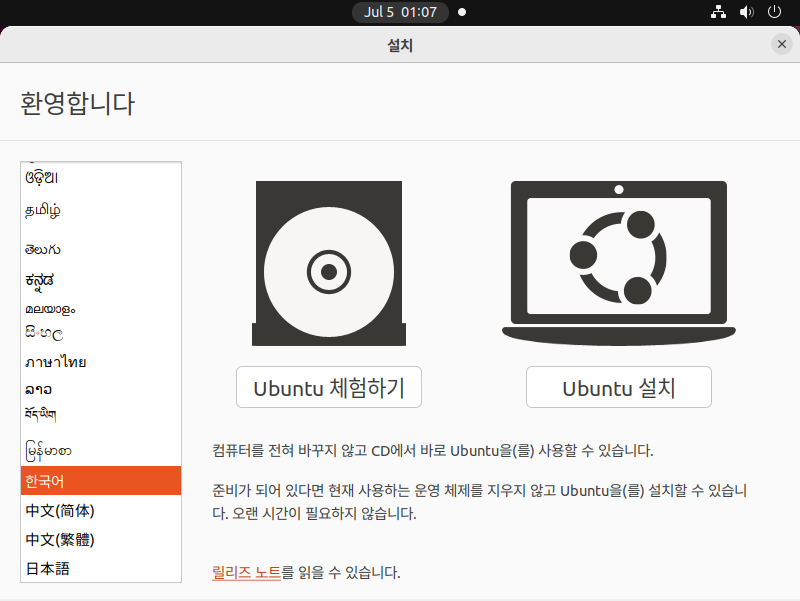 Jul 5 01:07
설치
환영합니다
ଓଡ଼ିଆ
தமிழ்
తెలుగు
ಕನ್ನಡ
മലയാളം
සිංහල
ภาษาไทย
ລາວ
བོད་ཡིག
မြန်မာစာ
한국어
中文(简体)
中文(繁體)
日本語
Ubuntu 체험하기
Ubuntu 설치
컴퓨터를 전혀 바꾸지 않고 CD에서 바로 Ubuntu을(를) 사용할 수 있습니다.
준비가 되어 있다면 현재 사용하는 운영 체제를 지우지 않고 Ubuntu을(를) 설치할 수 있습니
다. 오랜 시간이 필요하지 않습니다.
릴리즈 노트를 읽을 수 있습니다.